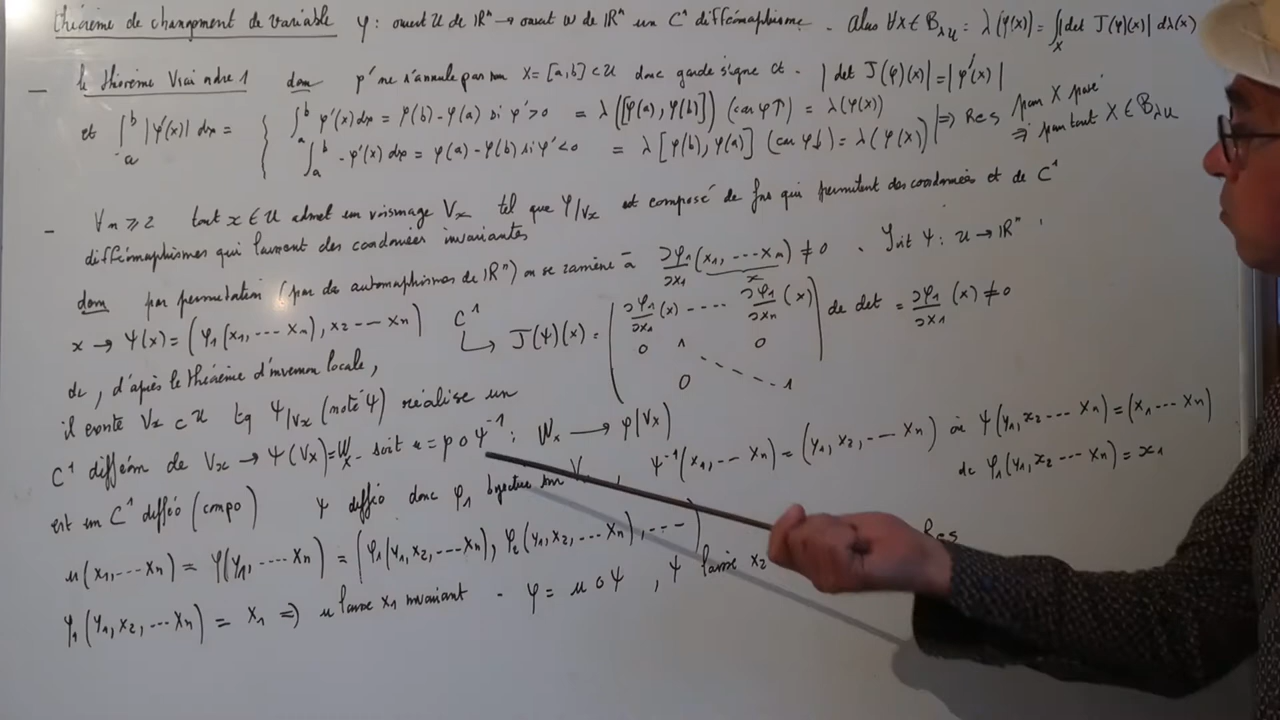 théorème de changement de variable φ: ouvert U de ℝⁿ → ouvert W de ℝⁿ un C¹ difféomorphisme. Alors ∀X ∈ B_λU : λ(φ(X)) = ∫_X |det J(φ)(x)| dλ(x)
— le théorème vrai n = 1 dem φ' ne s'annule pas sur X = [a,b] ⊂ U donc garde signe et . |det J(φ)(x)| = |φ'(x)|
et ∫_a^b |φ'(x)| dx = { ∫_a^b φ'(x) dx = φ(b) - φ(a) si φ' > 0 = λ([φ(a), φ(b)]) (car φ↑) = λ(φ(X))
∫_a^b -φ'(x) dx = φ(a) - φ(b) si φ' < 0 = λ[φ(b), φ(a)] (car φ↓) = λ(φ(X))
⇒ Res pour X pavé
⇒ pour tout X ∈ B_λU
— ∀n ≥ 2 tout x ∈ U admet un voisinage V_x tel que φ/V_x est composé de fns qui permutent des coordonnées et de C¹
difféomorphismes qui laissent des coordonnées invariantes
dem par permutation (par des automorphismes de ℝⁿ) on se ramène à ∂φ₁/∂x₁ (x₁, ... xₙ) ≠ 0 . Soit Ψ: U → ℝⁿ
x
x → Ψ(x) = (φ₁(x₁, --- xₙ), x₂ --- xₙ) C¹ ↳ J(Ψ)(x) = ( ∂φ₁/∂x₁ (x) ---- ∂φ₁/∂xₙ (x) ) de det = ∂φ₁/∂x₁ (x) ≠ 0
0 1 0
0 1
dc, d'après le théorème d'inversion locale,
il existe V_x ⊂ U tq Ψ/V_x (noté Ψ) réalise un
C¹ difféom de V_x → Ψ(V_x) = W_x . soit u = φ o Ψ⁻¹ : W_x → φ(V_x)
Ψ⁻¹(x₁, --- xₙ) = (y₁, x₂, --- xₙ) où Ψ(y₁, x₂ --- xₙ) = (x₁ --- xₙ)
dc φ₁(y₁, x₂ --- xₙ) = x₁
est un C¹ difféo (compo) Ψ difféo donc φ₁ bijective sur V
u(x₁, --- xₙ) = φ(y₁, ---- xₙ) = (φ₁(y₁, x₂, --- xₙ), φ₂(y₁, x₂, --- xₙ), ---) Res
φ₁(y₁, x₂, --- xₙ) = x₁ ⇒ u laisse x₁ invariant - φ = u o Ψ , Ψ laisse x₂